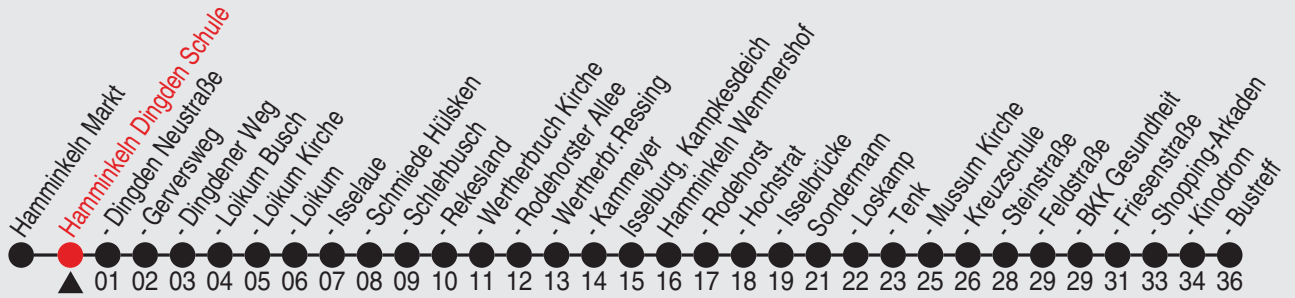 Hamminkeln Markt
Hamminkeln Dingden Schule
- Dingden Neustraße
- Gerversweg
- Dingdener Weg
- Loikum Busch
- Loikum Kirche
- Loikum
- Isselaue
- Schmiede Hülsken
- Schlehbusch
- Rekesland
- Wertherbruch Kirche
- Rodehorster Allee
- Wertherbr.Ressing
- Kammeyer
Isselburg, Kampkesdeich
Hamminkeln Wemmershof
- Rodehorst
- Hochstrat
- Isselbrücke
Sondermann
- Loskamp
- Tenk
- Mussum Kirche
- Kreuzschule
- Steinstraße
- Feldstraße
- BKK Gesundheit
- Friesenstraße
- Shopping-Arkaden
- Kinodrom
- Bustreff
01 02 03 04 05 06 07 08 09 10 11 12 13 14 15 16 17 18 19 21 22 23 25 26 28 29 29 31 33 34 36